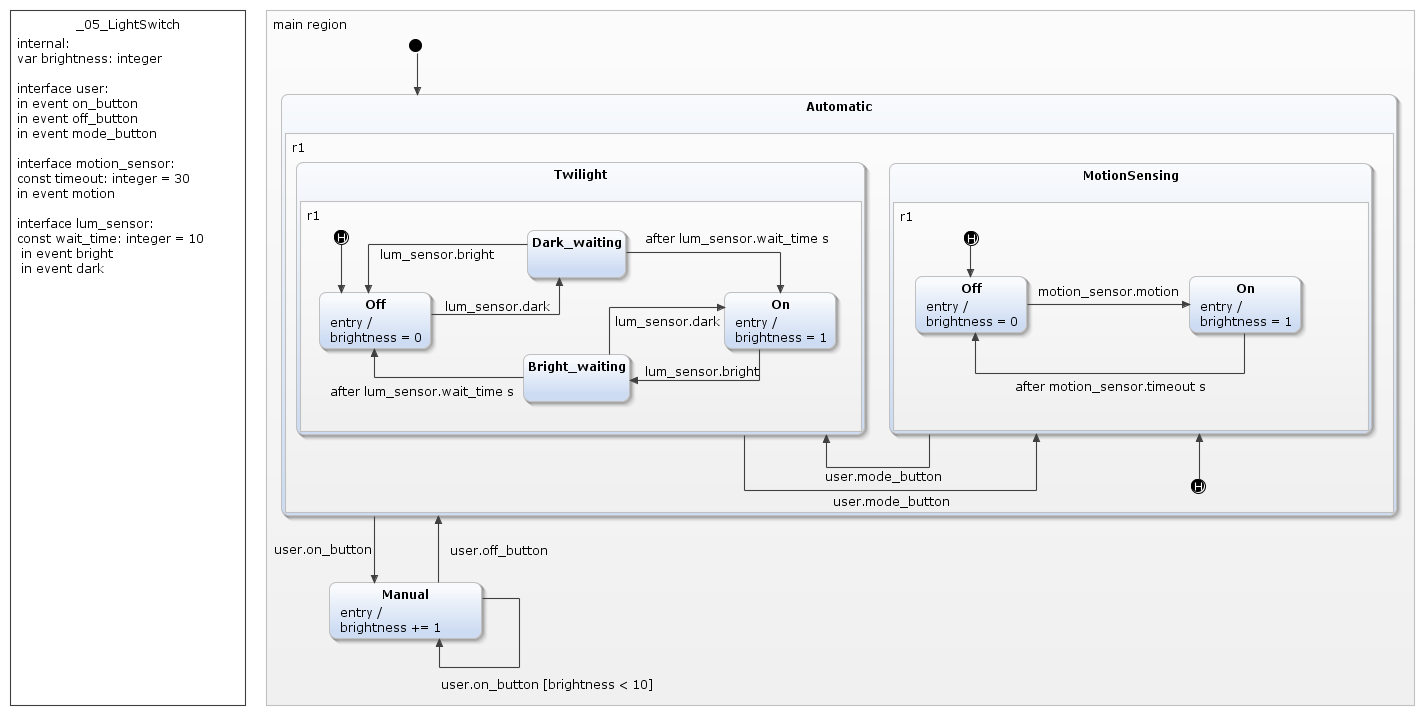 _05_LightSwitch
internal:
var brightness: integer
interface user:
in event on_button
in event off_button
in event mode_button
interface motion_sensor:
const timeout: integer = 30
in event motion
interface lum_sensor:
const wait_time: integer = 10
in event bright
in event dark
main region
Automatic
r1
Twilight
r1
H
Dark_waiting
after lum_sensor.wait_time s
lum_sensor.bright
Off
entry /
brightness = 0
lum_sensor.dark
On
entry /
brightness = 1
lum_sensor.dark
Bright_waiting
lum_sensor.bright
after lum_sensor.wait_time s
MotionSensing
r1
H
Off
entry /
brightness = 0
motion_sensor.motion
On
entry /
brightness = 1
after motion_sensor.timeout s
user.mode_button
user.mode_button
H
user.on_button
user.off_button
Manual
entry /
brightness += 1
user.on_button [brightness < 10]